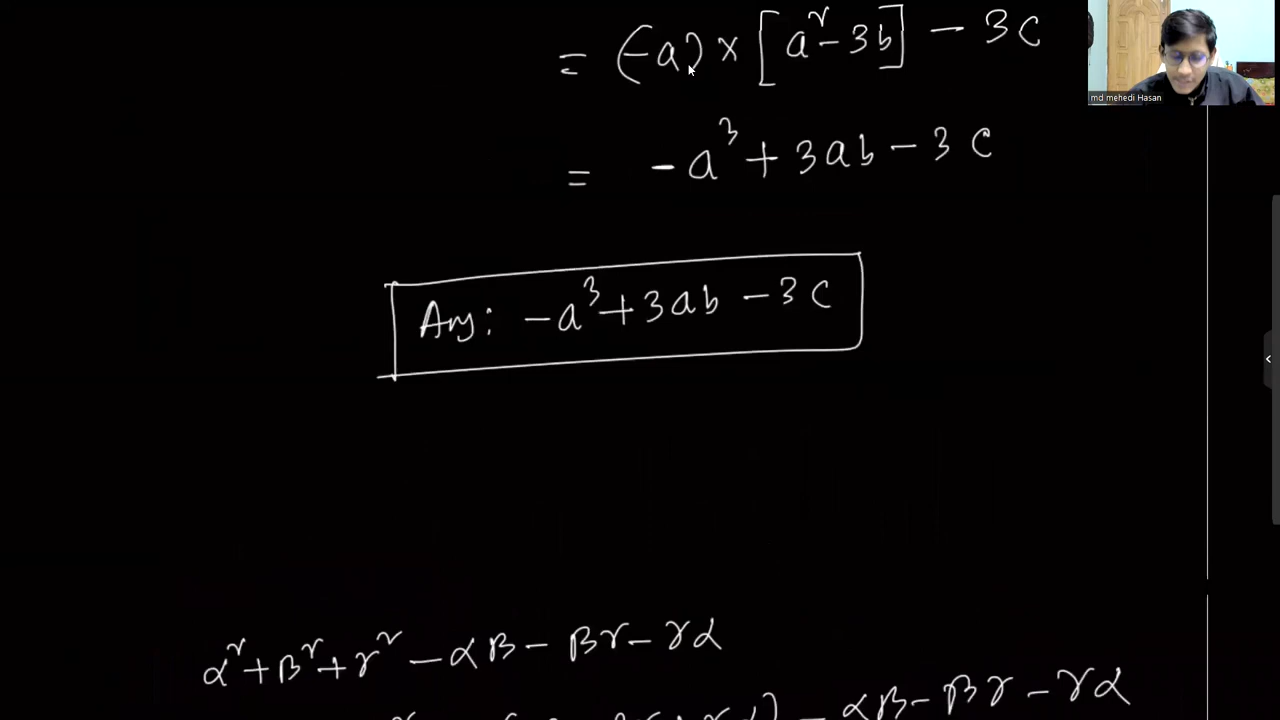 = (-a) × [a² - 3b] - 3c
md mehedi Hasan
= -a³ + 3ab - 3c
Ans: -a³ + 3ab - 3c
α² + β² + γ² - αβ - βγ - γα
- αβ - βγ - γα